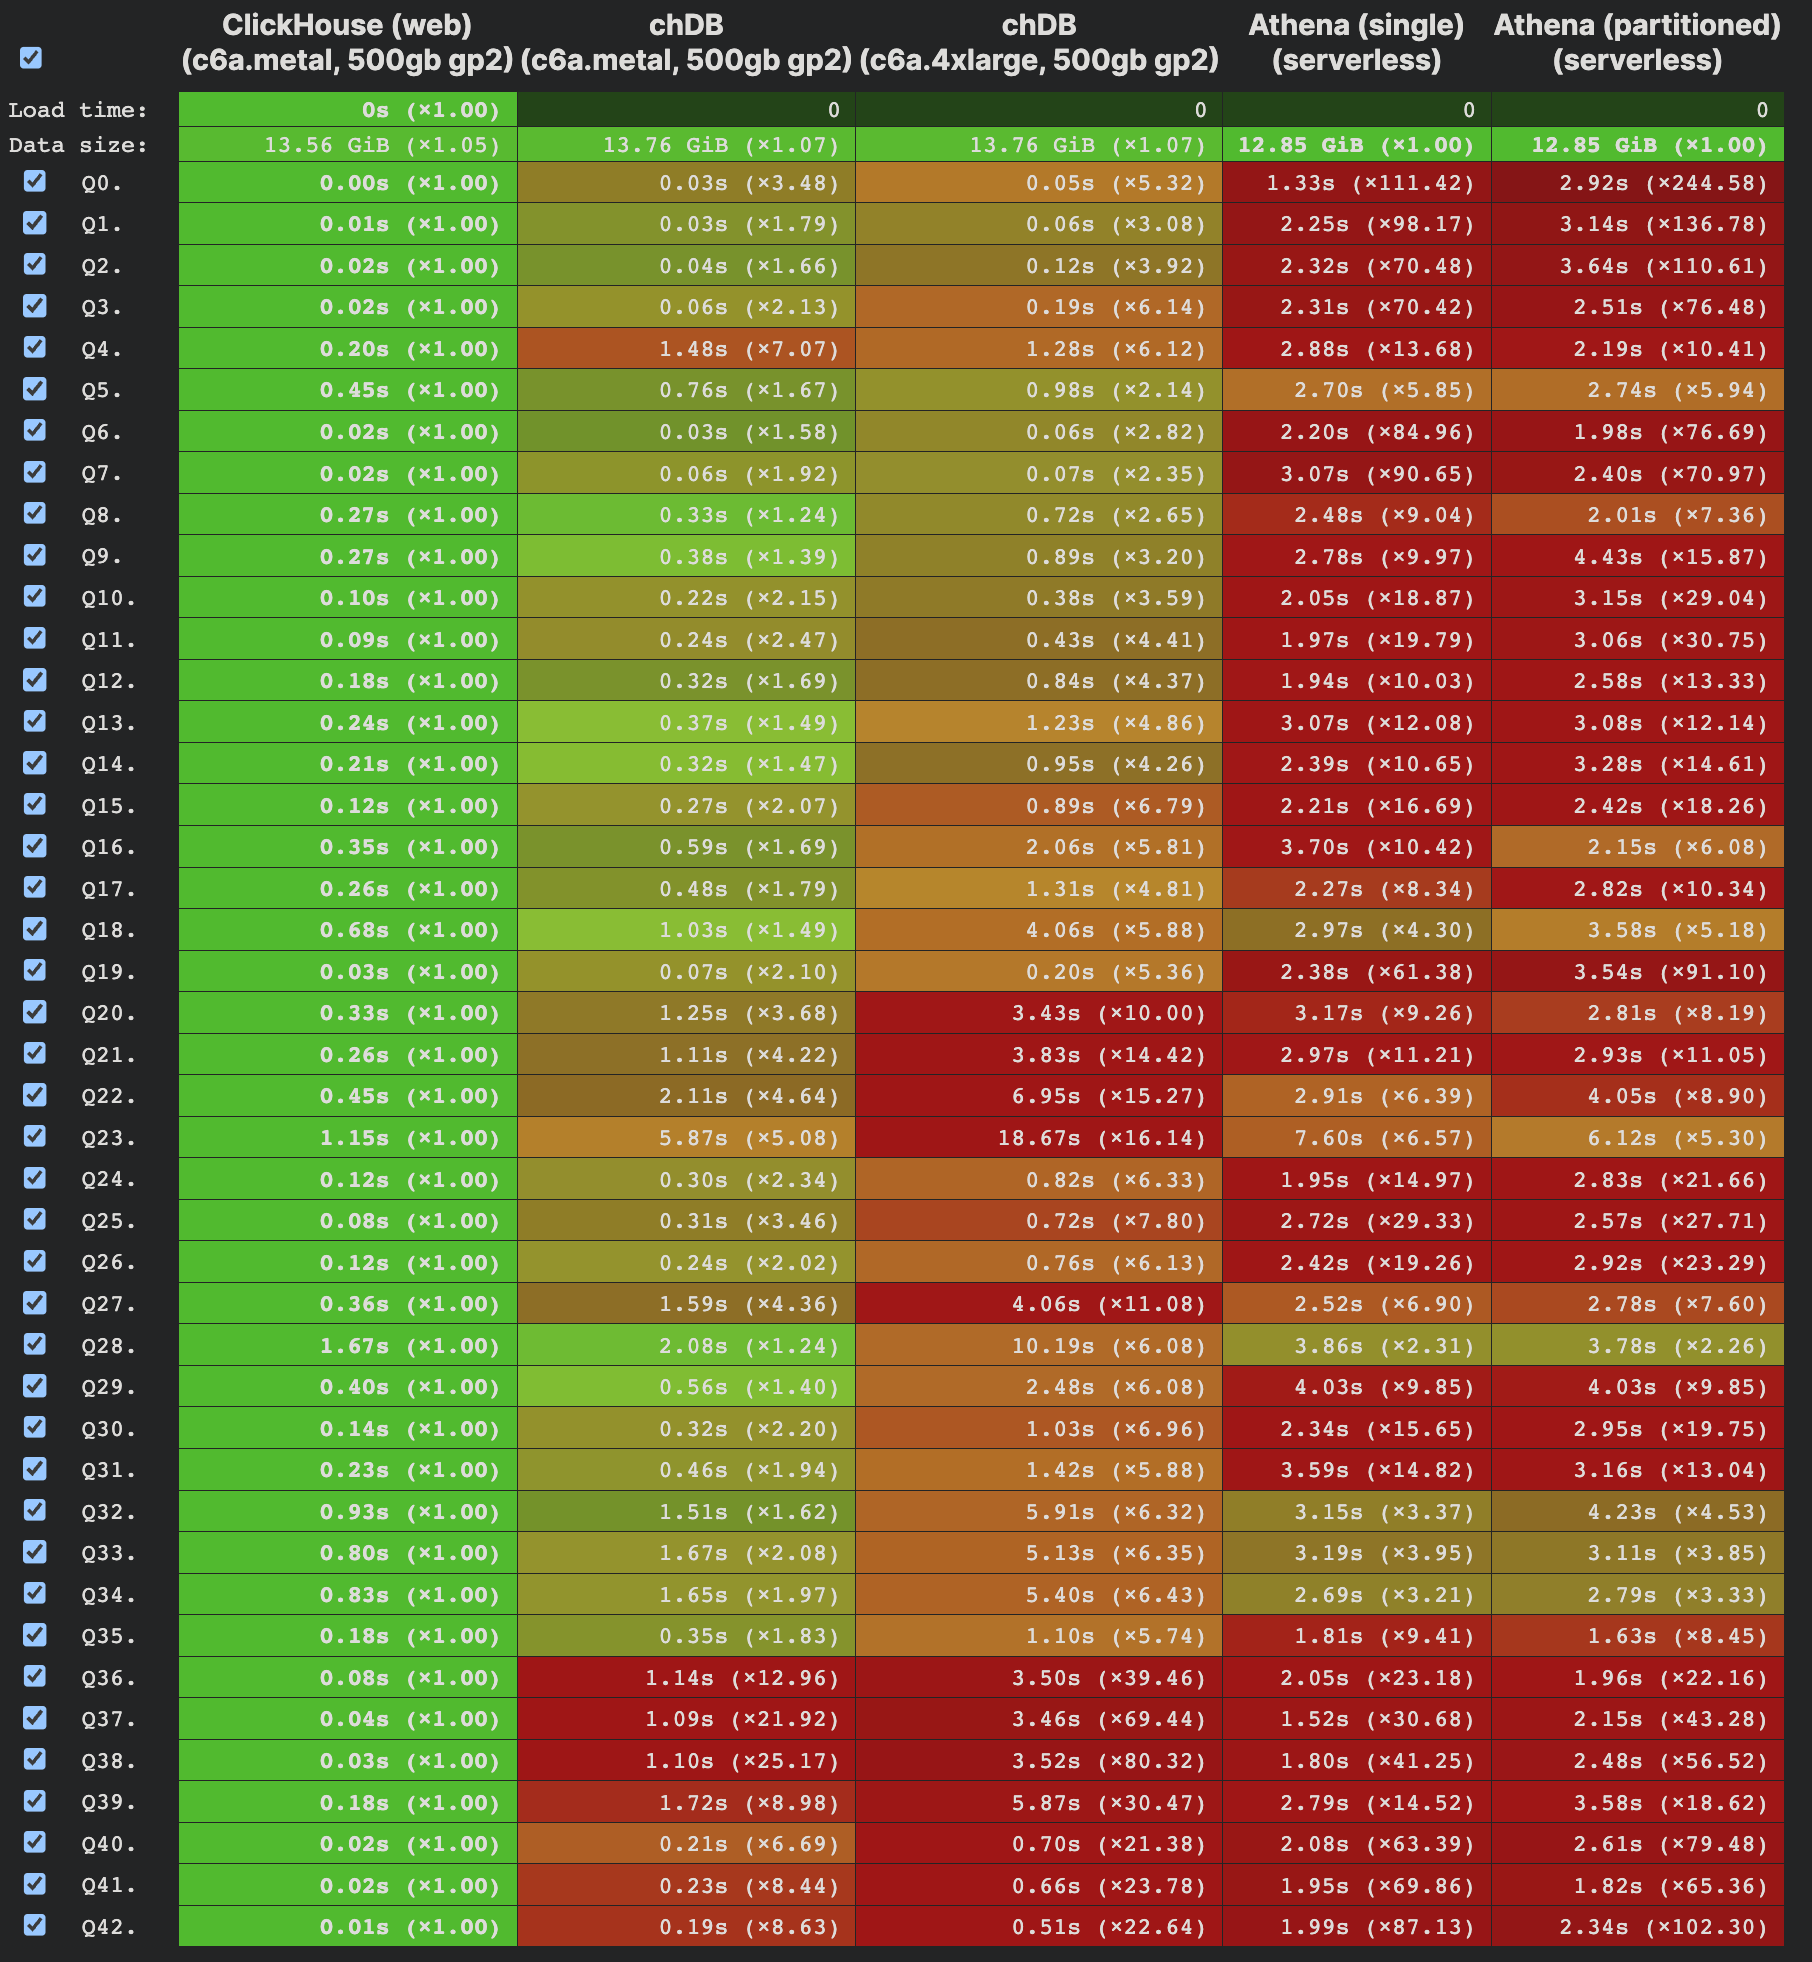 ClickHouse (web) chDB chDB Athena (single) Athena (partitioned)
(c6a.metal, 500gb gp2) (c6a.metal, 500gb gp2) (c6a.4xlarge, 500gb gp2) (serverless) (serverless)
Load time: 0s (×1.00) 0 0 0 0
Data size: 13.56 GiB (×1.05) 13.76 GiB (×1.07) 13.76 GiB (×1.07) 12.85 GiB (×1.00) 12.85 GiB (×1.00)
Q0. 0.00s (×1.00) 0.03s (×3.48) 0.05s (×5.32) 1.33s (×111.42) 2.92s (×244.58)
Q1. 0.01s (×1.00) 0.03s (×1.79) 0.06s (×3.08) 2.25s (×98.17) 3.14s (×136.78)
Q2. 0.02s (×1.00) 0.04s (×1.66) 0.12s (×3.92) 2.32s (×70.48) 3.64s (×110.61)
Q3. 0.02s (×1.00) 0.06s (×2.13) 0.19s (×6.14) 2.31s (×70.42) 2.51s (×76.48)
Q4. 0.20s (×1.00) 1.48s (×7.07) 1.28s (×6.12) 2.88s (×13.68) 2.19s (×10.41)
Q5. 0.45s (×1.00) 0.76s (×1.67) 0.98s (×2.14) 2.70s (×5.85) 2.74s (×5.94)
Q6. 0.02s (×1.00) 0.03s (×1.58) 0.06s (×2.82) 2.20s (×84.96) 1.98s (×76.69)
Q7. 0.02s (×1.00) 0.06s (×1.92) 0.07s (×2.35) 3.07s (×90.65) 2.40s (×70.97)
Q8. 0.27s (×1.00) 0.33s (×1.24) 0.72s (×2.65) 2.48s (×9.04) 2.01s (×7.36)
Q9. 0.27s (×1.00) 0.38s (×1.39) 0.89s (×3.20) 2.78s (×9.97) 4.43s (×15.87)
Q10. 0.10s (×1.00) 0.22s (×2.15) 0.38s (×3.59) 2.05s (×18.87) 3.15s (×29.04)
Q11. 0.09s (×1.00) 0.24s (×2.47) 0.43s (×4.41) 1.97s (×19.79) 3.06s (×30.75)
Q12. 0.18s (×1.00) 0.32s (×1.69) 0.84s (×4.37) 1.94s (×10.03) 2.58s (×13.33)
Q13. 0.24s (×1.00) 0.37s (×1.49) 1.23s (×4.86) 3.07s (×12.08) 3.08s (×12.14)
Q14. 0.21s (×1.00) 0.32s (×1.47) 0.95s (×4.26) 2.39s (×10.65) 3.28s (×14.61)
Q15. 0.12s (×1.00) 0.27s (×2.07) 0.89s (×6.79) 2.21s (×16.69) 2.42s (×18.26)
Q16. 0.35s (×1.00) 0.59s (×1.69) 2.06s (×5.81) 3.70s (×10.42) 2.15s (×6.08)
Q17. 0.26s (×1.00) 0.48s (×1.79) 1.31s (×4.81) 2.27s (×8.34) 2.82s (×10.34)
Q18. 0.68s (×1.00) 1.03s (×1.49) 4.06s (×5.88) 2.97s (×4.30) 3.58s (×5.18)
Q19. 0.03s (×1.00) 0.07s (×2.10) 0.20s (×5.36) 2.38s (×61.38) 3.54s (×91.10)
Q20. 0.33s (×1.00) 1.25s (×3.68) 3.43s (×10.00) 3.17s (×9.26) 2.81s (×8.19)
Q21. 0.26s (×1.00) 1.11s (×4.22) 3.83s (×14.42) 2.97s (×11.21) 2.93s (×11.05)
Q22. 0.45s (×1.00) 2.11s (×4.64) 6.95s (×15.27) 2.91s (×6.39) 4.05s (×8.90)
Q23. 1.15s (×1.00) 5.87s (×5.08) 18.67s (×16.14) 7.60s (×6.57) 6.12s (×5.30)
Q24. 0.12s (×1.00) 0.30s (×2.34) 0.82s (×6.33) 1.95s (×14.97) 2.83s (×21.66)
Q25. 0.08s (×1.00) 0.31s (×3.46) 0.72s (×7.80) 2.72s (×29.33) 2.57s (×27.71)
Q26. 0.12s (×1.00) 0.24s (×2.02) 0.76s (×6.13) 2.42s (×19.26) 2.92s (×23.29)
Q27. 0.36s (×1.00) 1.59s (×4.36) 4.06s (×11.08) 2.52s (×6.90) 2.78s (×7.60)
Q28. 1.67s (×1.00) 2.08s (×1.24) 10.19s (×6.08) 3.86s (×2.31) 3.78s (×2.26)
Q29. 0.40s (×1.00) 0.56s (×1.40) 2.48s (×6.08) 4.03s (×9.85) 4.03s (×9.85)
Q30. 0.14s (×1.00) 0.32s (×2.20) 1.03s (×6.96) 2.34s (×15.65) 2.95s (×19.75)
Q31. 0.23s (×1.00) 0.46s (×1.94) 1.42s (×5.88) 3.59s (×14.82) 3.16s (×13.04)
Q32. 0.93s (×1.00) 1.51s (×1.62) 5.91s (×6.32) 3.15s (×3.37) 4.23s (×4.53)
Q33. 0.80s (×1.00) 1.67s (×2.08) 5.13s (×6.35) 3.19s (×3.95) 3.11s (×3.85)
Q34. 0.83s (×1.00) 1.65s (×1.97) 5.40s (×6.43) 2.69s (×3.21) 2.79s (×3.33)
Q35. 0.18s (×1.00) 0.35s (×1.83) 1.10s (×5.74) 1.81s (×9.41) 1.63s (×8.45)
Q36. 0.08s (×1.00) 1.14s (×12.96) 3.50s (×39.46) 2.05s (×23.18) 1.96s (×22.16)
Q37. 0.04s (×1.00) 1.09s (×21.92) 3.46s (×69.44) 1.52s (×30.68) 2.15s (×43.28)
Q38. 0.03s (×1.00) 1.10s (×25.17) 3.52s (×80.32) 1.80s (×41.25) 2.48s (×56.52)
Q39. 0.18s (×1.00) 1.72s (×8.98) 5.87s (×30.47) 2.79s (×14.52) 3.58s (×18.62)
Q40. 0.02s (×1.00) 0.21s (×6.69) 0.70s (×21.38) 2.08s (×63.39) 2.61s (×79.48)
Q41. 0.02s (×1.00) 0.23s (×8.44) 0.66s (×23.78) 1.95s (×69.86) 1.82s (×65.36)
Q42. 0.01s (×1.00) 0.19s (×8.63) 0.51s (×22.64) 1.99s (×87.13) 2.34s (×102.30)